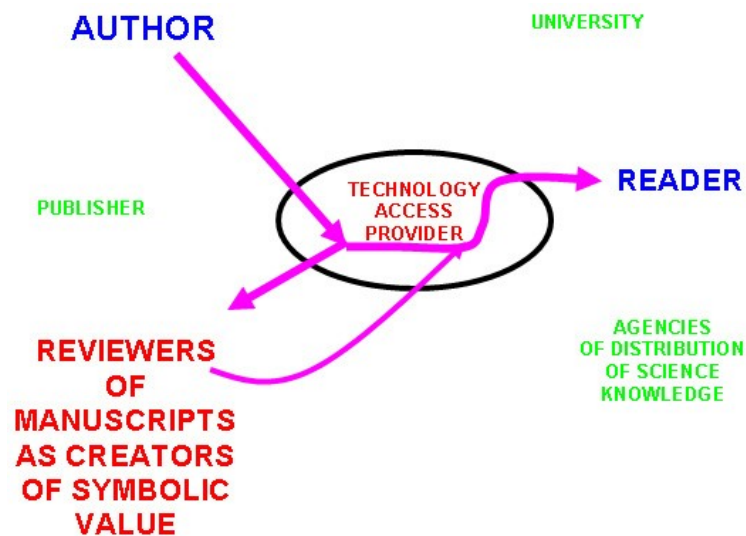 AUTHOR
UNIVERSITY
TECHNOLOGY
ACCESS
PROVIDER
READER
PUBLISHER
AGENCIES
OF DISTRIBUTION
OF SCIENCE
KNOWLEDGE
REVIEWERS
OF
MANUSCRIPTS
AS CREATORS
OF SYMBOLIC
VALUE